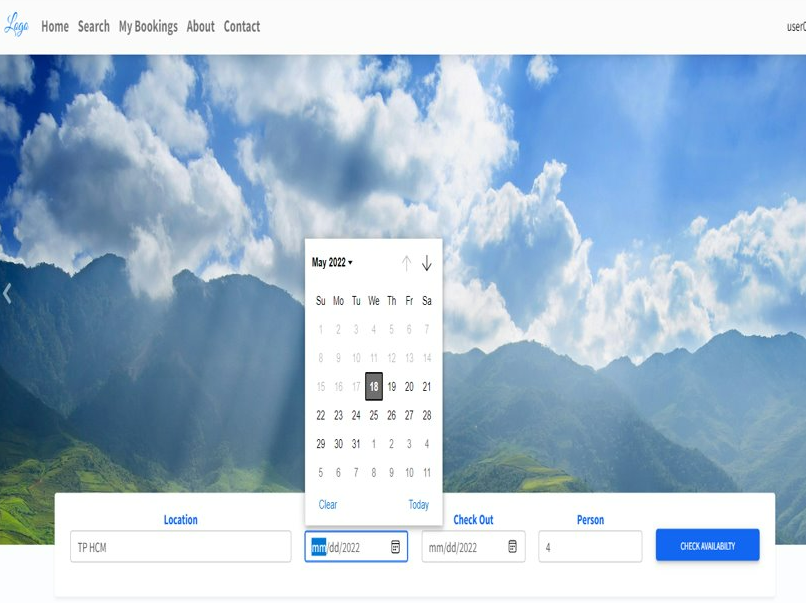 Logo Home Search My Bookings About Contact
May 2022
Su Mo Tu We Th Fr Sa
1 2 3 4 5 6 7
8 9 10 11 12 13 14
15 16 17 18 19 20 21
22 23 24 25 26 27 28
29 30 31 1 2 3 4
5 6 7 8 9 10 11
Clear Today
Location Check Out Person
TP HCM mm/dd/2022 mm/dd/2022 4 CHECK AVAILABILTY